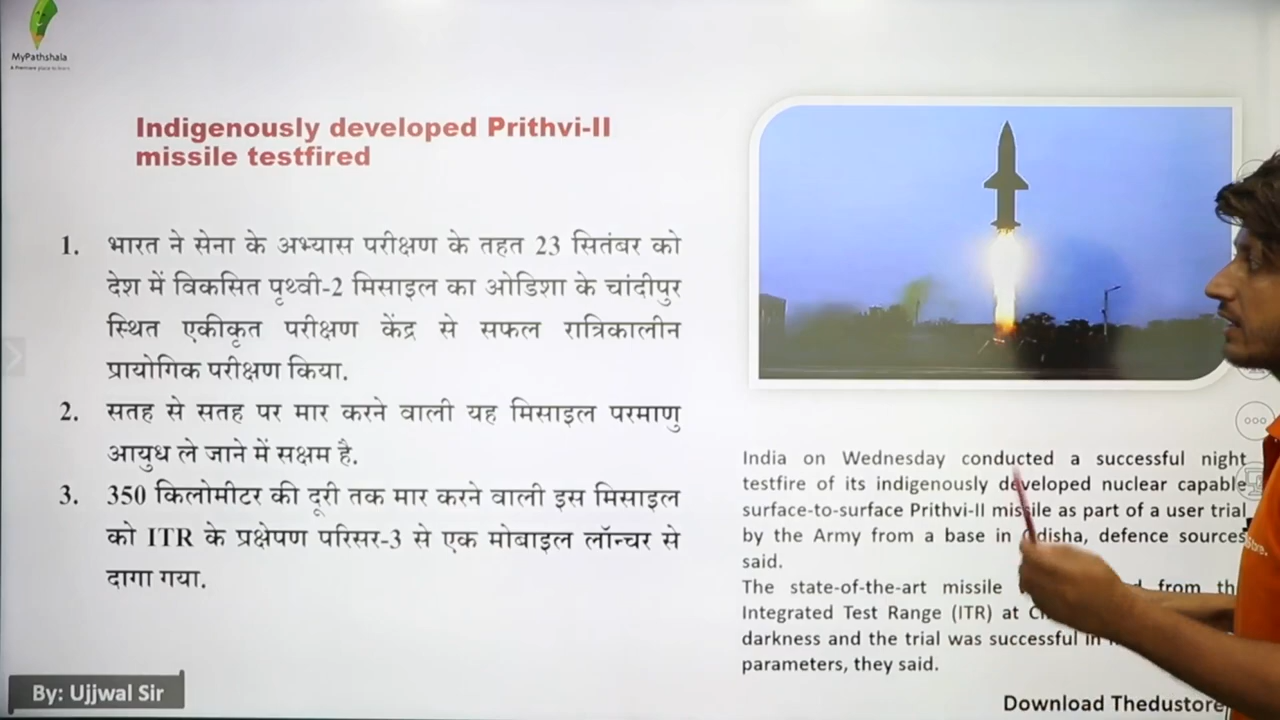 MyPathshala
Indigenously developed Prithvi-II
missile testfired
1. भारत ने सेना के अभ्यास परीक्षण के तहत 23 सितंबर को
देश में विकसित पृथ्वी-2 मिसाइल का ओडिशा के चांदीपुर
स्थित एकीकृत परीक्षण केंद्र से सफल रात्रिकालीन
प्रायोगिक परीक्षण किया.
2. सतह से सतह पर मार करने वाली यह मिसाइल परमाणु
आयुध ले जाने में सक्षम है.
3. 350 किलोमीटर की दूरी तक मार करने वाली इस मिसाइल
को ITR के प्रक्षेपण परिसर-3 से एक मोबाइल लॉन्चर से
दागा गया.
India on Wednesday conducted a successful night
testfire of its indigenously developed nuclear capable
surface-to-surface Prithvi-II missile as part of a user trial
by the Army from a base in Odisha, defence sources
said.
The state-of-the-art missile from
Integrated Test Range (ITR) at
darkness and the trial was successful in
parameters, they said.
Download Thedustore
By: Ujjwal Sir